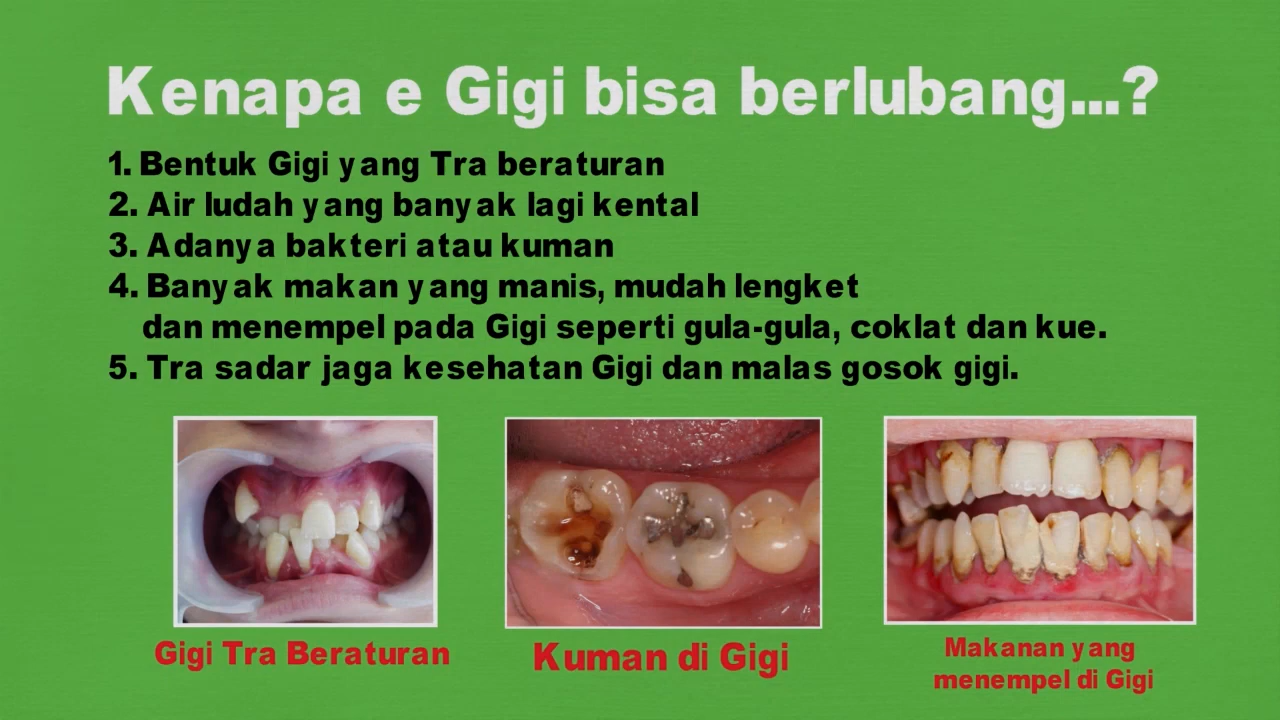 Kenapa e Gigi bisa berlubang...?
1. Bentuk Gigi yang Tra beraturan
2. Air ludah yang banyak lagi kental
3. Adanya bakteri atau kuman
4. Banyak makan yang manis, mudah lengket
dan menempel pada Gigi seperti gula-gula, coklat dan kue.
5. Tra sadar jaga kesehatan Gigi dan malas gosok gigi.
Gigi Tra Beraturan
Kuman di Gigi
Makanan yang
menempel di Gigi